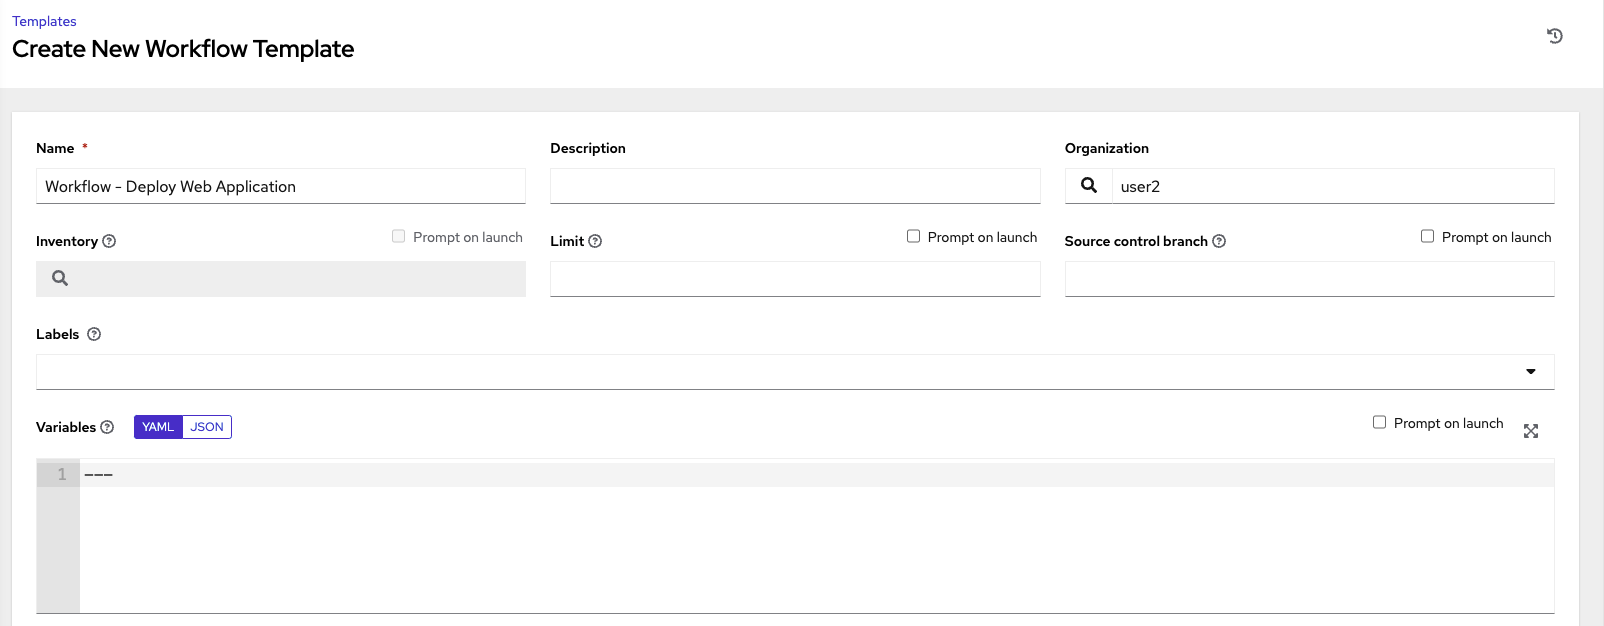 Templates
Create New Workflow Template
Name *
Description
Organization
Workflow - Deploy Web Application
user2
Inventory
Prompt on launch
Limit
Prompt on launch
Source control branch
Prompt on launch
Labels
Variables YAML JSON
Prompt on launch
1 ---